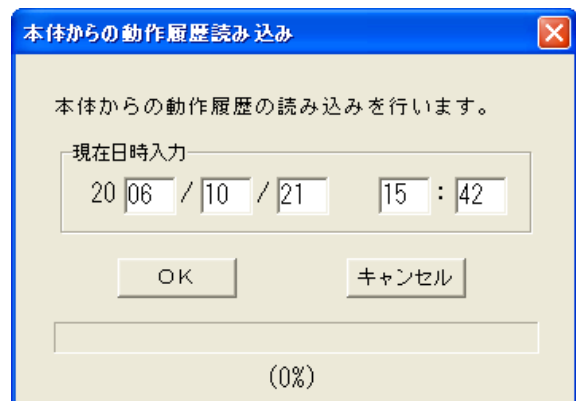 本体からの動作履歴読み込み
本体からの動作履歴の読み込みを行います。
現在日時入力
20 06 / 10 / 21 15 : 42
OK キャンセル
(0%)